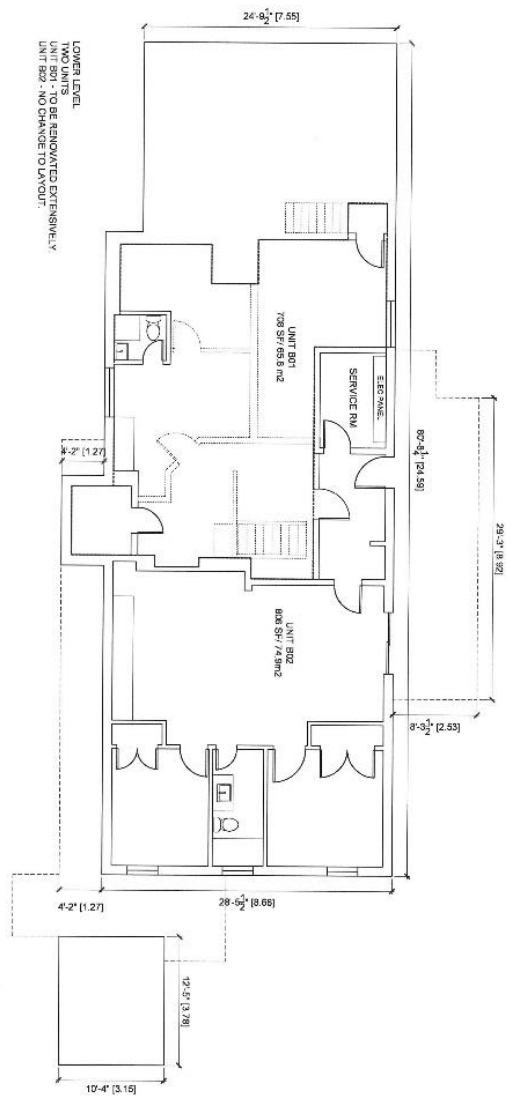 24'-9½" [7.55]
LOWER LEVEL
TWO UNITS
UNIT B01 - TO BE RENOVATED EXTENSIVELY.
UNIT B02 - NO CHANGE TO LAYOUT.
UNIT B01
708 SF/ 65.8 m2
ELEC PANEL
SERVICE RM
80'-8¼" [24.59]
29'-3" [8.92]
4'-2" [1.27]
UNIT B02
806 SF/ 74.9m2
8'-3½" [2.53]
4'-2" [1.27]
28'-5½" [8.68]
12'-5" [3.78]
10'-4" [3.15]